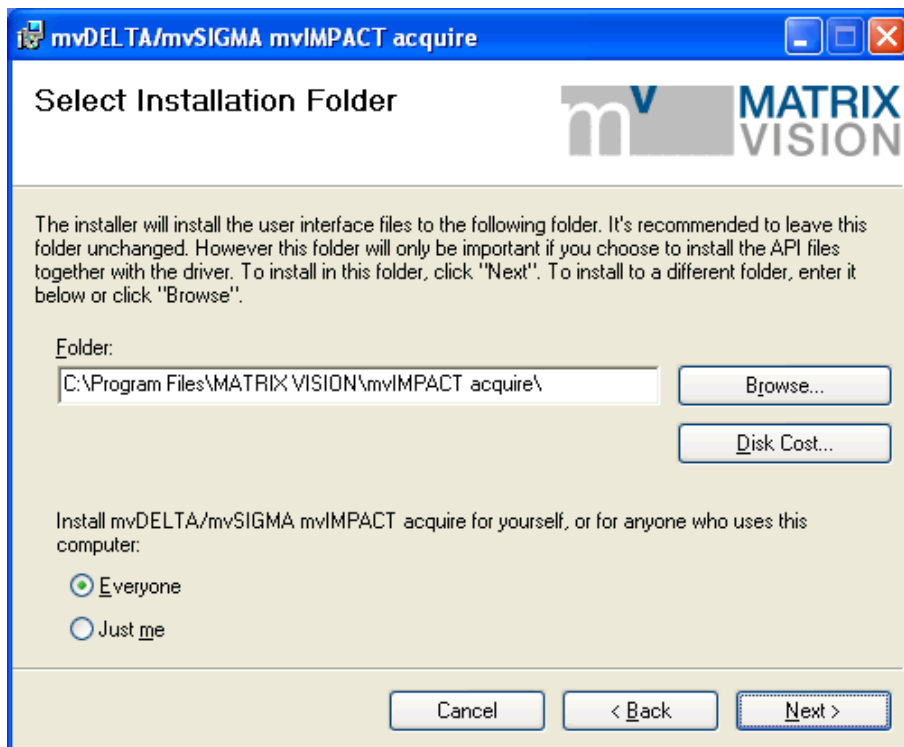 mvDELTA/mvSIGMA mvIMPACT acquire
Select Installation Folder
mv
MATRIX
VISION
The installer will install the user interface files to the following folder. It's recommended to leave this
folder unchanged. However this folder will only be important if you choose to install the API files
together with the driver. To install in this folder, click "Next". To install to a different folder, enter it
below or click "Browse".
Folder:
C:\Program Files\MATRIX VISION\mvIMPACT acquire\
Browse...
Disk Cost...
Install mvDELTA/mvSIGMA mvIMPACT acquire for yourself, or for anyone who uses this
computer:
Everyone
Just me
Cancel
< Back
Next >